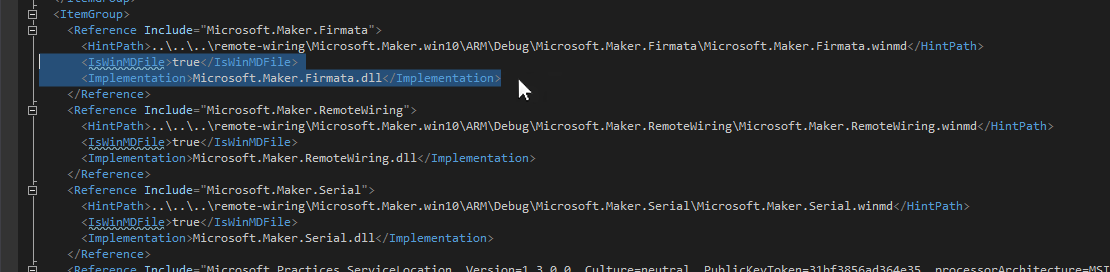 </ItemGroup>
<ItemGroup>
<Reference Include="Microsoft.Maker.Firmata">
<HintPath>..\..\..\remote-wiring\Microsoft.Maker.win10\ARM\Debug\Microsoft.Maker.Firmata\Microsoft.Maker.Firmata.winmd</HintPath>
<IsWinMDFile>true</IsWinMDFile>
<Implementation>Microsoft.Maker.Firmata.dll</Implementation>
</Reference>
<Reference Include="Microsoft.Maker.RemoteWiring">
<HintPath>..\..\..\remote-wiring\Microsoft.Maker.win10\ARM\Debug\Microsoft.Maker.RemoteWiring\Microsoft.Maker.RemoteWiring.winmd</HintPath>
<IsWinMDFile>true</IsWinMDFile>
<Implementation>Microsoft.Maker.RemoteWiring.dll</Implementation>
</Reference>
<Reference Include="Microsoft.Maker.Serial">
<HintPath>..\..\..\remote-wiring\Microsoft.Maker.win10\ARM\Debug\Microsoft.Maker.Serial\Microsoft.Maker.Serial.winmd</HintPath>
<IsWinMDFile>true</IsWinMDFile>
<Implementation>Microsoft.Maker.Serial.dll</Implementation>
</Reference>
<Reference Include="Microsoft.Practices.ServiceLocation, Version=1.3.0.0, Culture=neutral, PublicKeyToken=31bf3856ad364e35, processorArchitecture=MSI